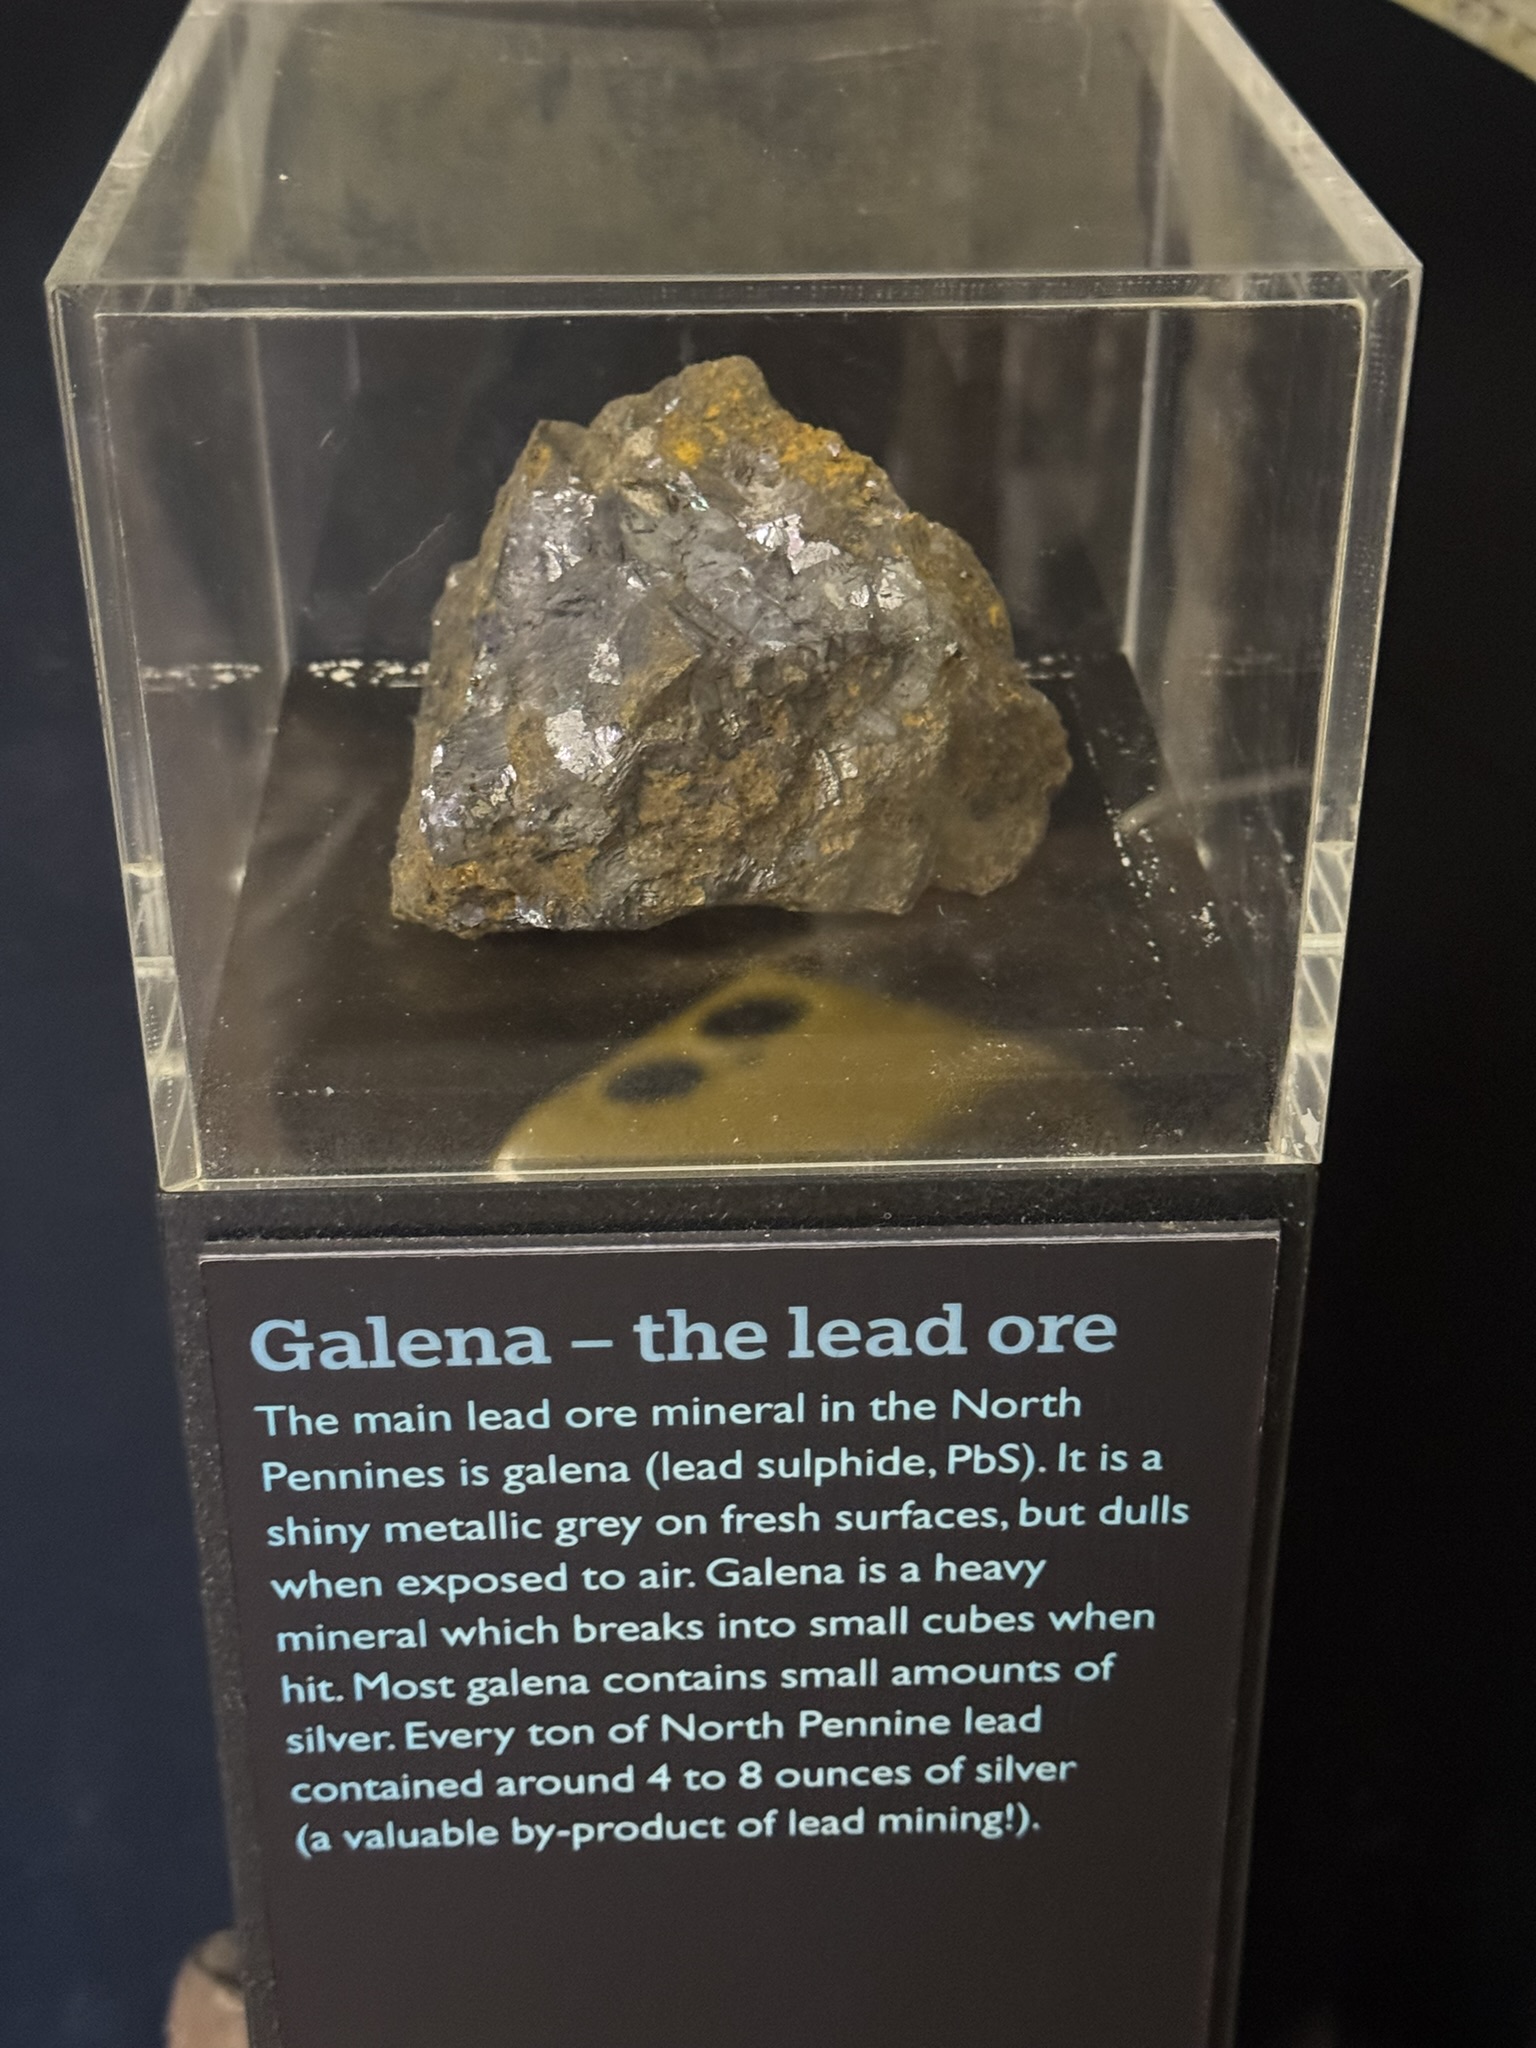 Galena – the lead ore
The main lead ore mineral in the North
Pennines is galena (lead sulphide, PbS). It is a
shiny metallic grey on fresh surfaces, but dulls
when exposed to air. Galena is a heavy
mineral which breaks into small cubes when
hit. Most galena contains small amounts of
silver. Every ton of North Pennine lead
contained around 4 to 8 ounces of silver
(a valuable by-product of lead mining!).